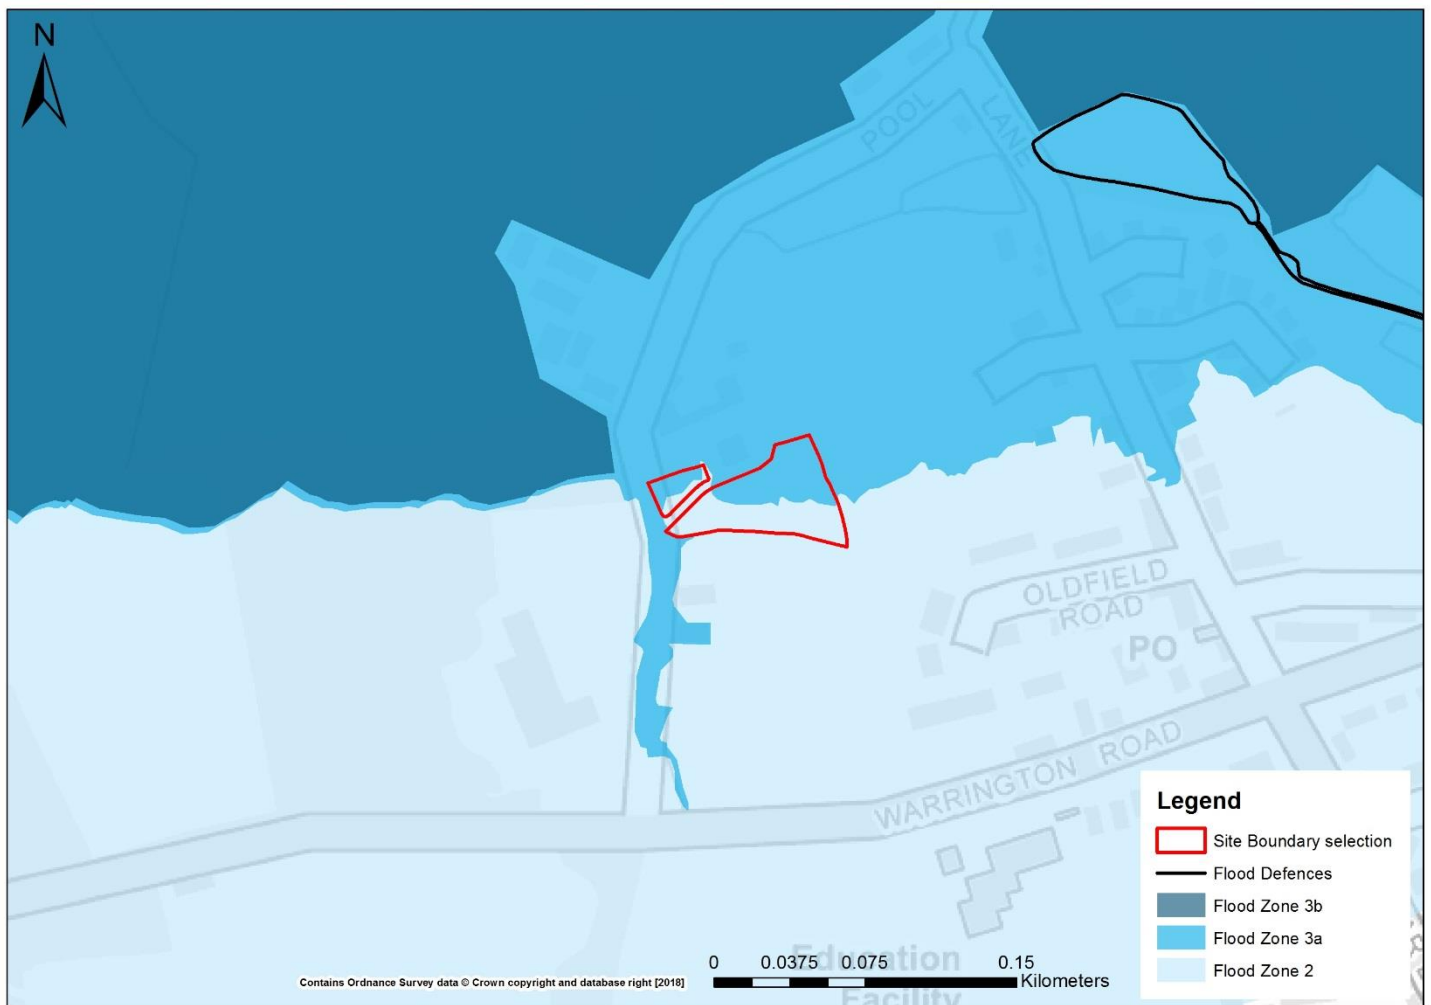 N
POOL
LANE
OLDFIELD
ROAD
PO
WARRINGTON ROAD
Education
Facility
Legend
Site Boundary selection
Flood Defences
Flood Zone 3b
Flood Zone 3a
Flood Zone 2
0 0.0375 0.075 0.15
Kilometers
Contains Ordnance Survey data © Crown copyright and database right [2018]